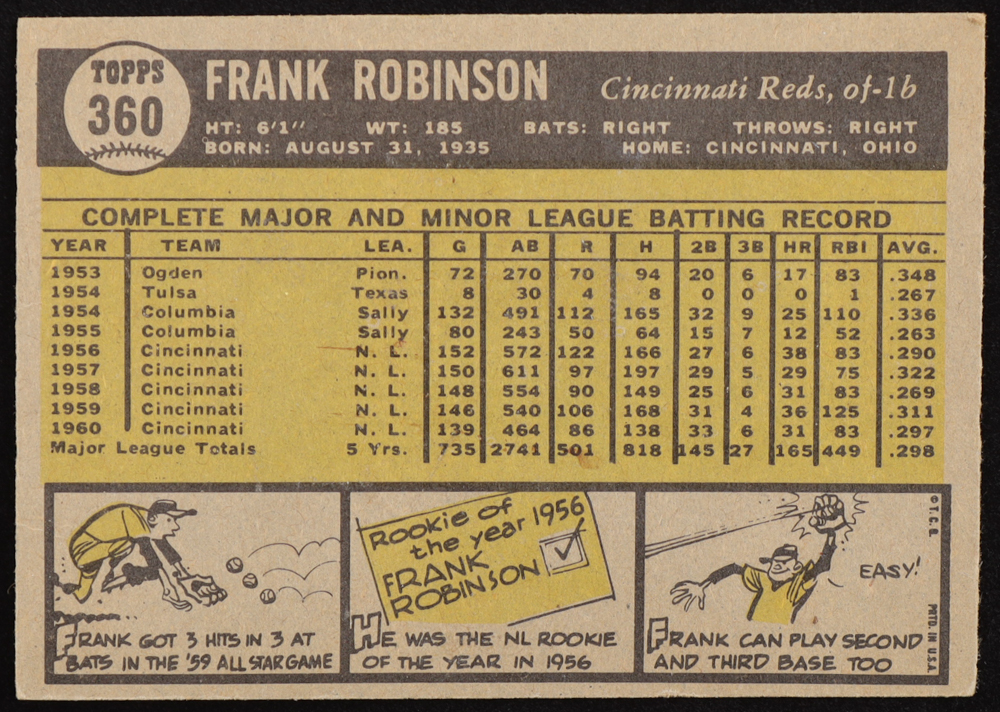 TOPPS
360
FRANK ROBINSON Cincinnati Reds, of-1b
HT: 6'1" WT: 185 BATS: RIGHT THROWS: RIGHT
BORN: AUGUST 31, 1935 HOME: CINCINNATI, OHIO
COMPLETE MAJOR AND MINOR LEAGUE BATTING RECORD
YEAR TEAM LEA. G AB R H 2B 3B HR RBI AVG.
1953 Ogden Pion. 72 270 70 94 20 6 17 83 .348
1954 Tulsa Texas 8 30 4 8 0 0 0 1 .267
1954 Columbia Sally 132 491 112 165 32 9 25 110 .336
1955 Columbia Sally 80 243 50 64 15 7 12 52 .263
1956 Cincinnati N. L. 152 572 122 166 27 6 38 83 .290
1957 Cincinnati N. L. 150 611 97 197 29 5 29 75 .322
1958 Cincinnati N. L. 148 554 90 149 25 6 31 83 .269
1959 Cincinnati N. L. 146 540 106 168 31 4 36 125 .311
1960 Cincinnati N. L. 139 464 86 138 33 6 31 83 .297
Major League Totals 5 Yrs. 735 2741 501 818 145 27 165 449 .298
FRANK GOT 3 HITS IN 3 AT
BATS IN THE '59 ALL STAR GAME
ROOKIE OF
the year 1956
FRANK
ROBINSON
HE WAS THE NL ROOKIE
OF THE YEAR IN 1956
EASY!
FRANK CAN PLAY SECOND
AND THIRD BASE TOO
© T.C.G.
PRTD. IN U.S.A.